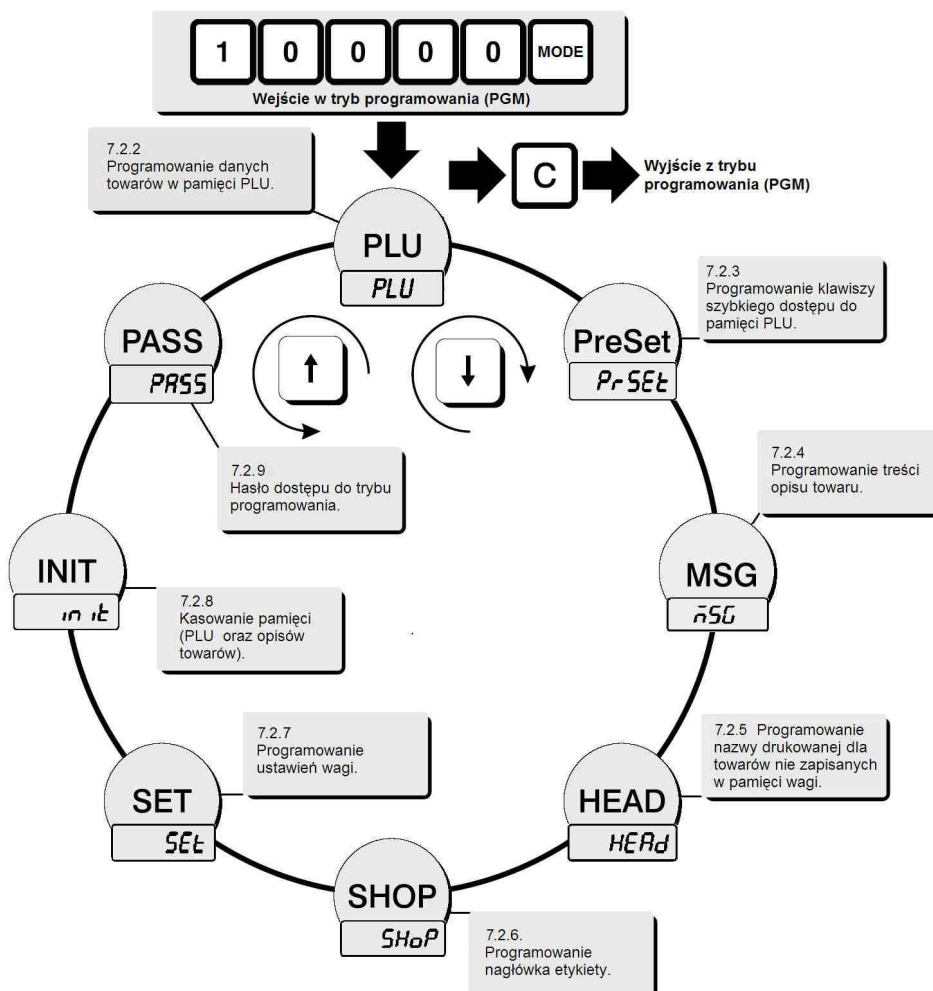 1 0 0 0 0 MODE
Wejście w tryb programowania (PGM)
7.2.2
Programowanie danych
towarów w pamięci PLU.
C
Wyjście z trybu
programowania (PGM)
PLU
PLU
7.2.3
Programowanie klawiszy
szybkiego dostępu do
pamięci PLU.
PASS
PASS
↑
↓
PreSet
PrSEt
7.2.9
Hasło dostępu do trybu
programowania.
7.2.4
Programowanie treści
opisu towaru.
INIT
init
MSG
n̄SG
7.2.8
Kasowanie pamięci
(PLU oraz opisów
towarów).
7.2.7
Programowanie
ustawień wagi.
7.2.5 Programowanie
nazwy drukowanej dla
towarów nie zapisanych
w pamięci wagi.
SET
SEt
HEAD
HEAd
SHOP
SHoP
7.2.6.
Programowanie
nagłówka etykiety.